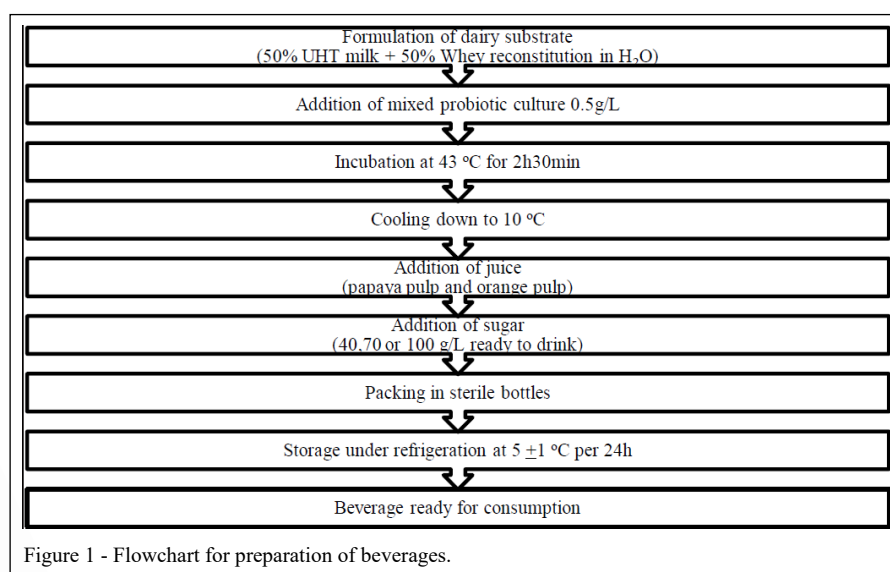 Formulation of dairy substrate
(50% UHT milk + 50% Whey reconstitution in H₂O)
Addition of mixed probiotic culture 0.5g/L
Incubation at 43 ºC for 2h30min
Cooling down to 10 ºC
Addition of juice
(papaya pulp and orange pulp)
Addition of sugar
(40,70 or 100 g/L ready to drink)
Packing in sterile bottles
Storage under refrigeration at 5 ±1 ºC per 24h
Beverage ready for consumption
Figure 1 - Flowchart for preparation of beverages.